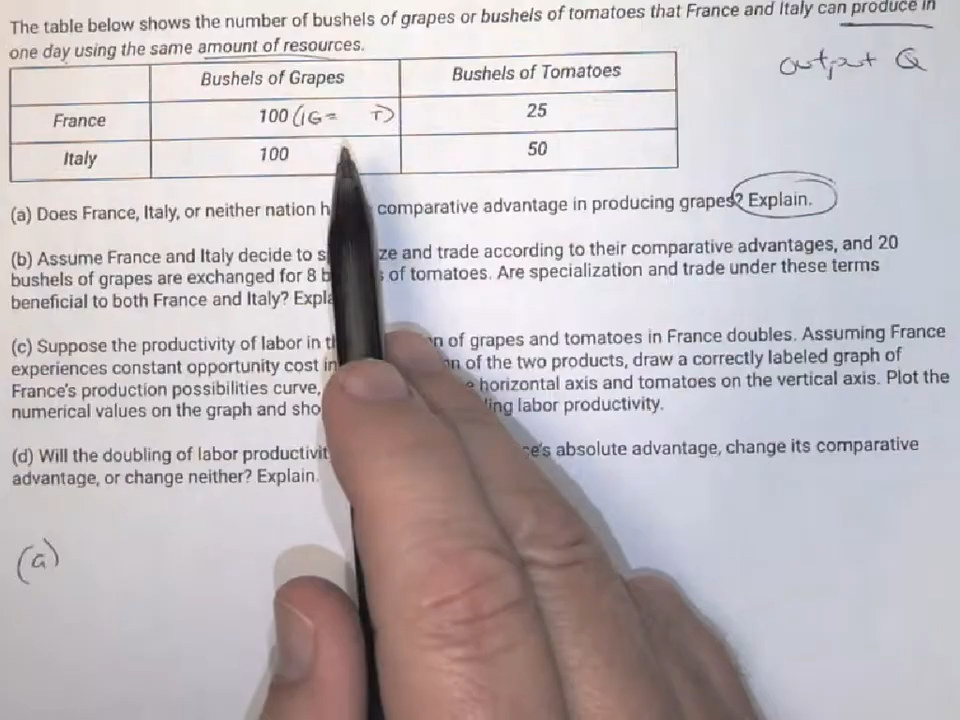 The table below shows the number of bushels of grapes or bushels of tomatoes that France and Italy can produce in
one day using the same amount of resources.
output Q
Bushels of Grapes Bushels of Tomatoes
France 100 (1G= T) 25
Italy 100 50
(a) Does France, Italy, or neither nation h comparative advantage in producing grapes? Explain.
(b) Assume France and Italy decide to s ze and trade according to their comparative advantages, and 20
bushels of grapes are exchanged for 8 b s of tomatoes. Are specialization and trade under these terms
beneficial to both France and Italy? Expla
(c) Suppose the productivity of labor in t n of grapes and tomatoes in France doubles. Assuming France
experiences constant opportunity cost in on of the two products, draw a correctly labeled graph of
France's production possibilities curve, horizontal axis and tomatoes on the vertical axis. Plot the
numerical values on the graph and sho ling labor productivity.
(d) Will the doubling of labor productivit ce's absolute advantage, change its comparative
advantage, or change neither? Explain.
(a)